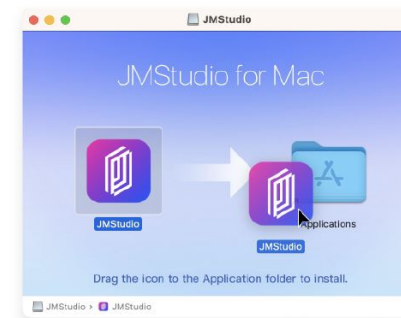 JMStudio
JMStudio for Mac
JMStudio
Applications
JMStudio
Drag the icon to the Application folder to install.
JMStudio › JMStudio